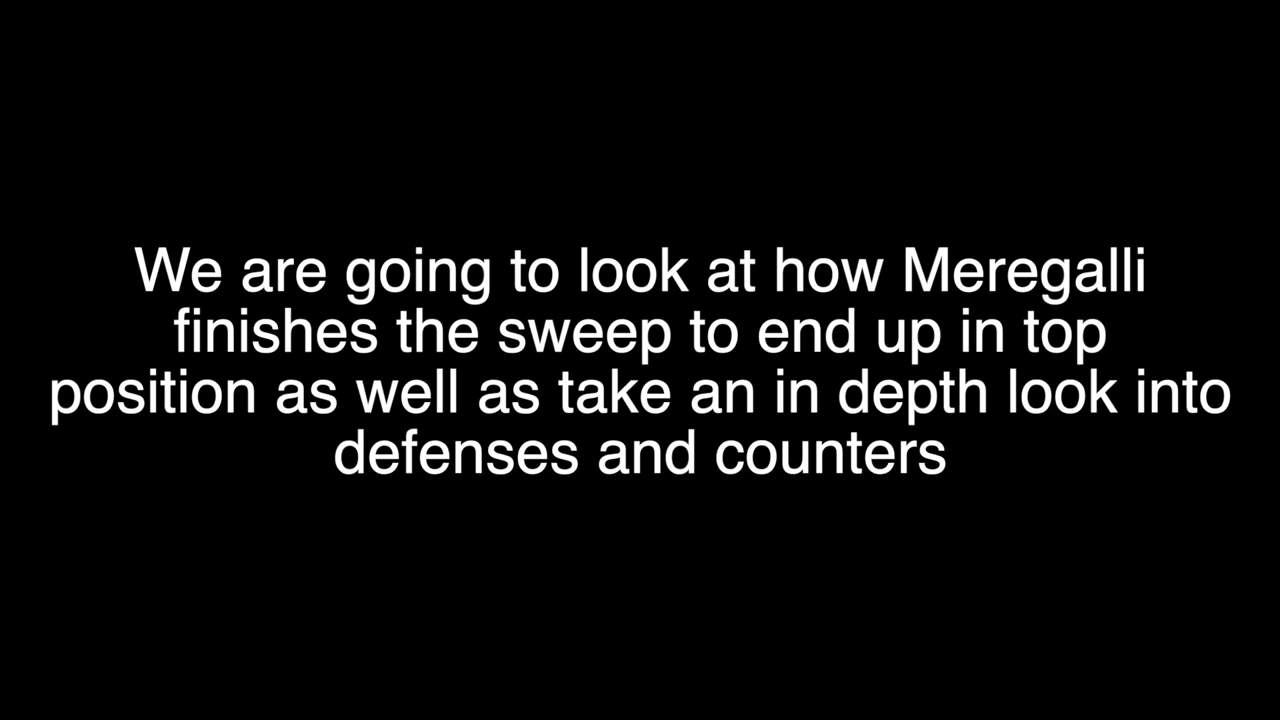 We are going to look at how Meregalli
finishes the sweep to end up in top
position as well as take an in depth look into
defenses and counters